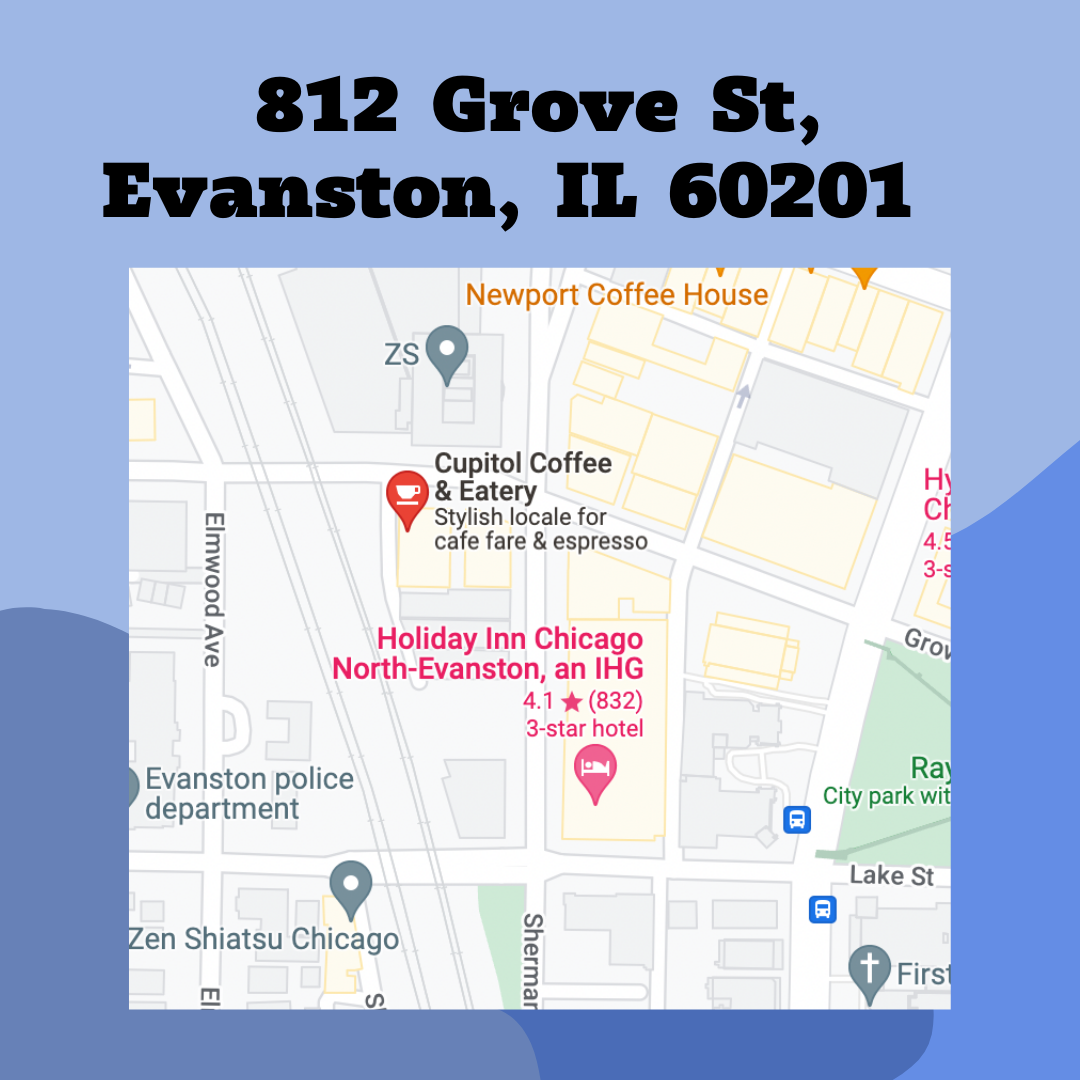 812 Grove St,
Evanston, IL 60201
Newport Coffee House
ZS
Cupitol Coffee
& Eatery
Stylish locale for
cafe fare & espresso
Hy
Ch
4.5
3-s
Elmwood Ave
Holiday Inn Chicago
North-Evanston, an IHG
4.1 ★ (832)
3-star hotel
Grov
Ray
City park wit
Evanston police
department
Lake St
Zen Shiatsu Chicago
Sherman
First
El
S